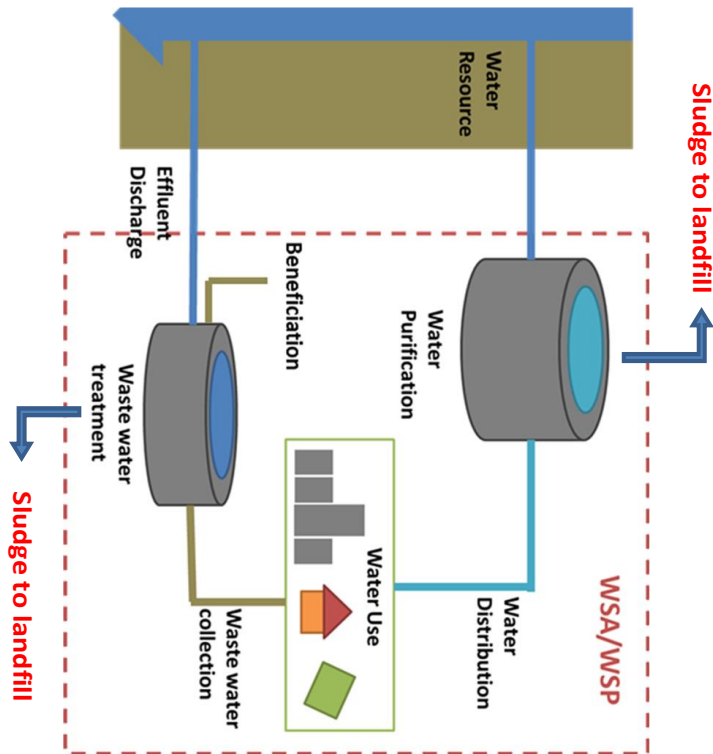 Sludge to landfill
Water
Resource
Effluent
Discharge
WSA/WSP
Water
Purification
Water
Distribution
Water Use
Beneficiation
Waste water
treatment
Waste water
collection
Sludge to landfill